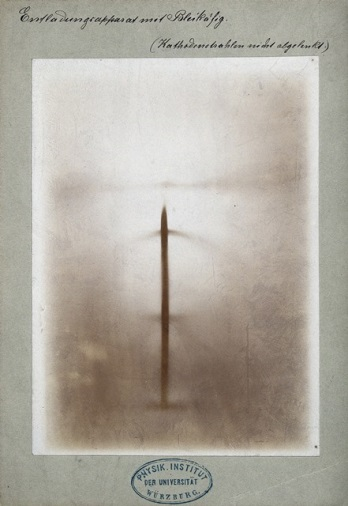 Entladungsapparat mit Bleikäfig.
(Kathodenstrahlen nicht abgelenkt)
PHYSIK. INSTITUT
DER UNIVERSITÄT
WÜRZBURG.